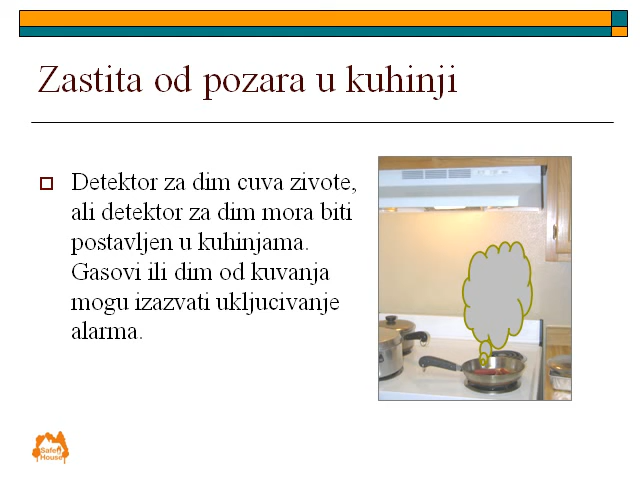 Zastita od pozara u kuhinji
Detektor za dim cuva zivote,
ali detektor za dim mora biti
postavljen u kuhinjama.
Gasovi ili dim od kuvanja
mogu izazvati ukljucivanje
alarma.
Safe
House